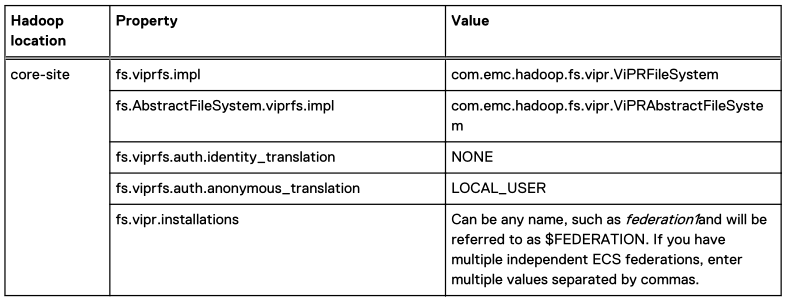 Hadoop location
Property
Value
core-site
fs.viprfs.impl
com.emc.hadoop.fs.vipr.ViPRFileSystem
fs.AbstractFileSystem.viprfs.impl
com.emc.hadoop.fs.vipr.ViPRAbstractFileSyste
m
fs.viprfs.auth.identity_translation
NONE
fs.viprfs.auth.anonymous_translation
LOCAL_USER
fs.vipr.installations
Can be any name, such as federation1and will be
referred to as $FEDERATION. If you have
multiple independent ECS federations, enter
multiple values separated by commas.